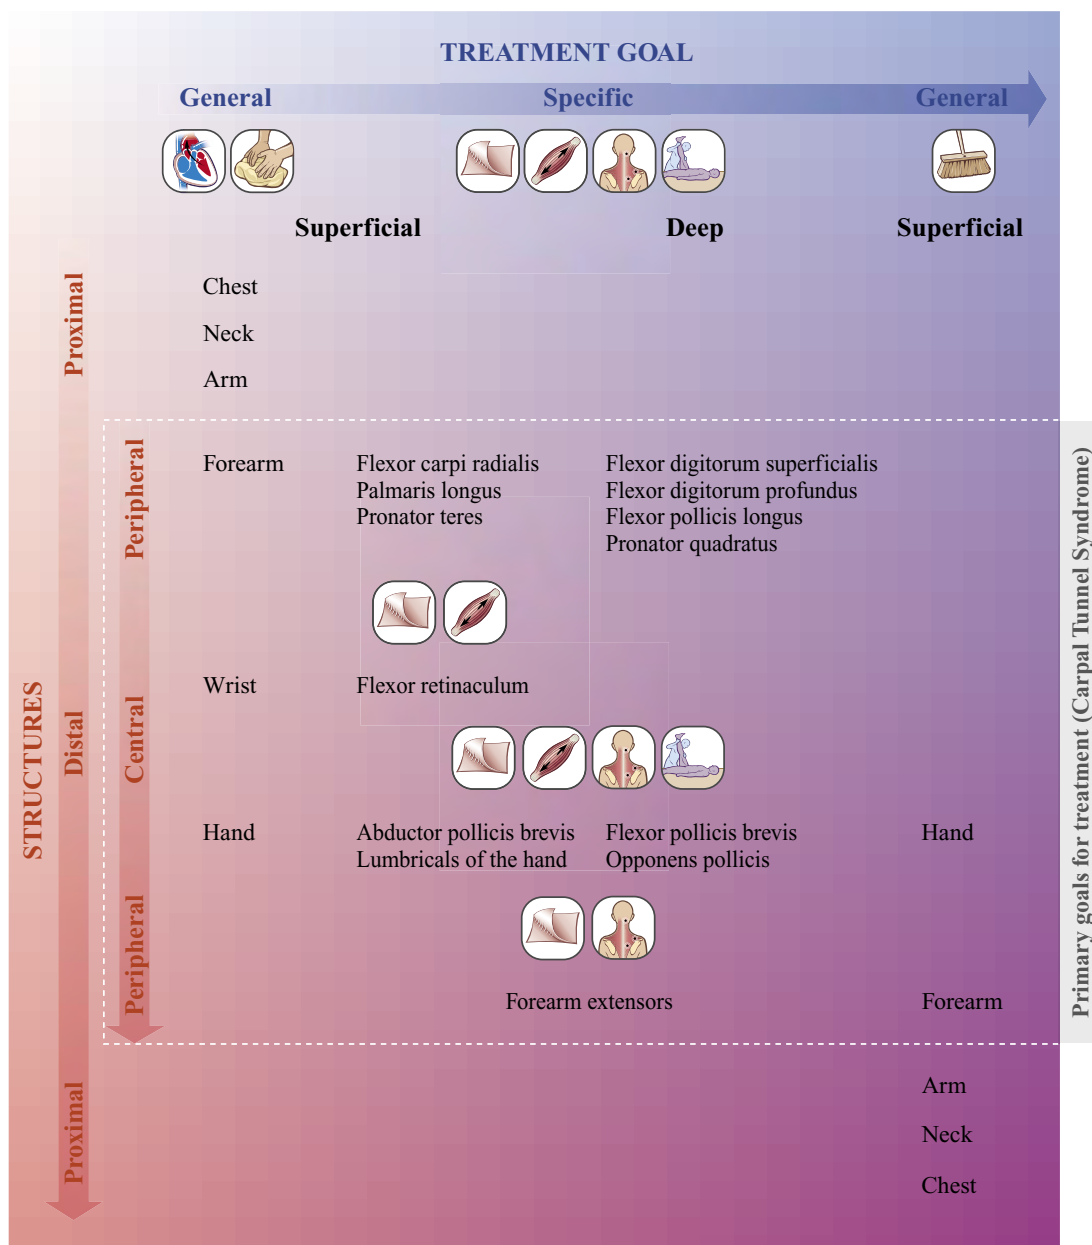 TREATMENT GOAL
General
Specific
General
Superficial
Deep
Superficial
STRUCTURES
Proximal
Distal
Proximal
Peripheral
Central
Peripheral
Chest
Neck
Arm
Forearm
Flexor carpi radialis
Palmaris longus
Pronator teres
Flexor digitorum superficialis
Flexor digitorum profundus
Flexor pollicis longus
Pronator quadratus
Wrist
Flexor retinaculum
Hand
Abductor pollicis brevis
Lumbricals of the hand
Flexor pollicis brevis
Opponens pollicis
Hand
Forearm extensors
Forearm
Arm
Neck
Chest
Primary goals for treatment (Carpal Tunnel Syndrome)